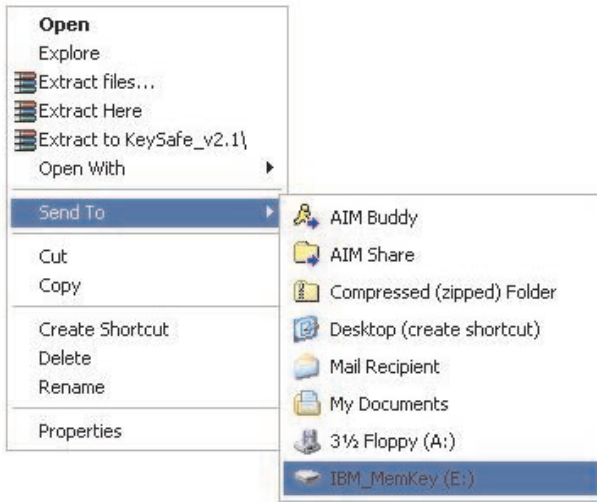 Open
Explore
Extract files...
Extract Here
Extract to KeySafe_v2.1\
Open With
Send To
Cut
Copy
Create Shortcut
Delete
Rename
Properties
AIM Buddy
AIM Share
Compressed (zipped) Folder
Desktop (create shortcut)
Mail Recipient
My Documents
3½ Floppy (A:)
IBM_MemKey (E:)